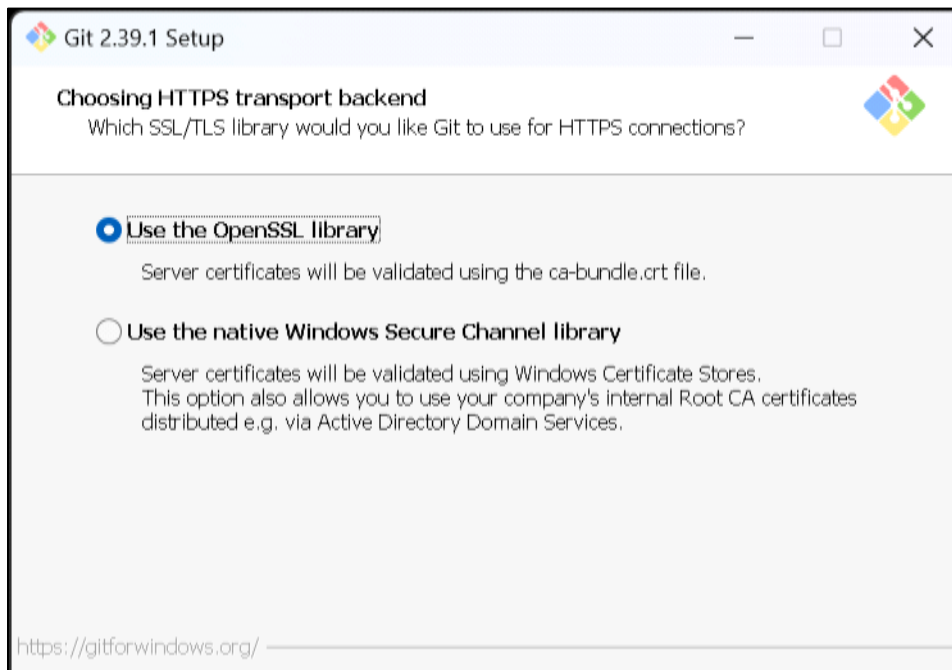 Git 2.39.1 Setup
Choosing HTTPS transport backend
Which SSL/TLS library would you like Git to use for HTTPS connections?
Use the OpenSSL library
Server certificates will be validated using the ca-bundle.crt file.
Use the native Windows Secure Channel library
Server certificates will be validated using Windows Certificate Stores.
This option also allows you to use your company's internal Root CA certificates
distributed e.g. via Active Directory Domain Services.
https://gitforwindows.org/